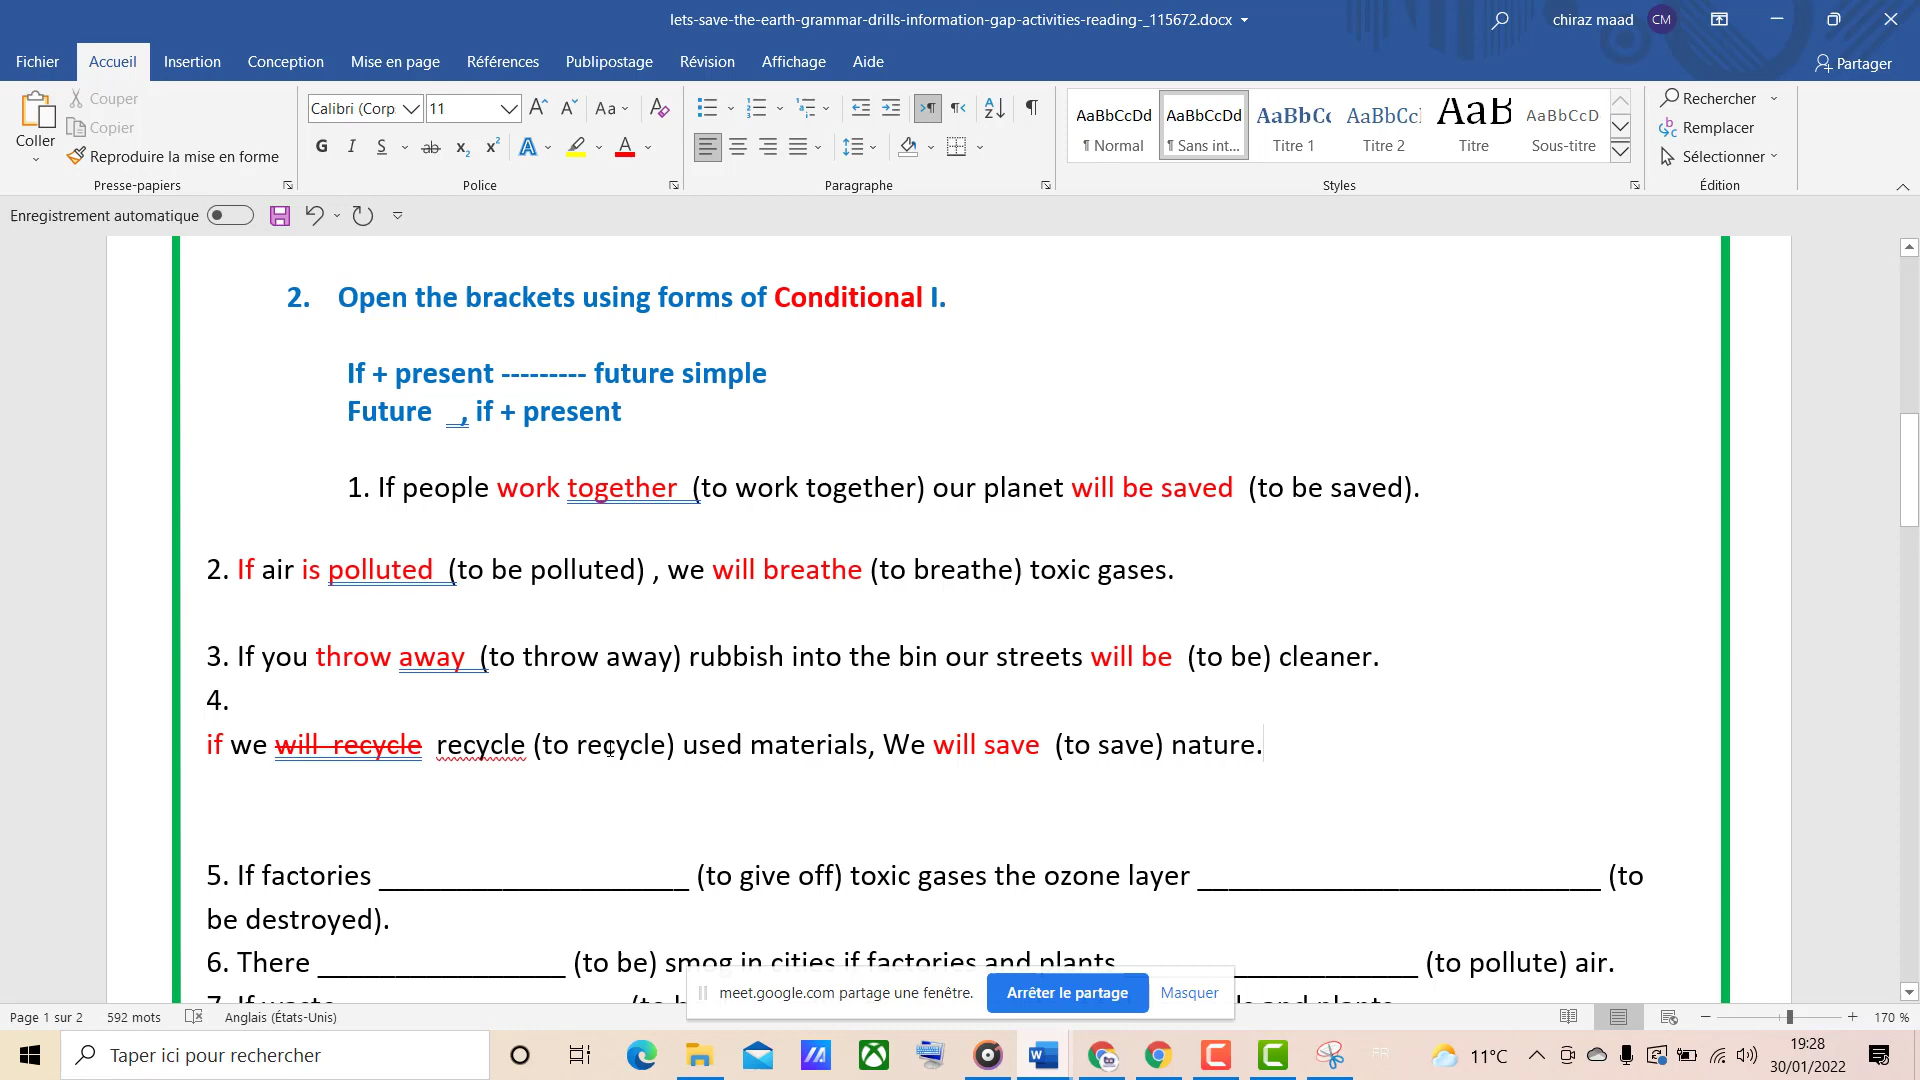 lets-save-the-earth-grammar-drills-information-gap-activities-reading-_115672.docx
chiraz maad
CM
Fichier Accueil Insertion Conception Mise en page Références Publipostage Révision Affichage Aide
Partager
Coller
Couper
Copier
Reproduire la mise en forme
Presse-papiers
Calibri (Corp 11
Police
Paragraphe
AaBbCcDd AaBbCcDd AaBbCc AaBbCc AaB AaBbCcD
¶ Normal ¶ Sans int... Titre 1 Titre 2 Titre Sous-titre
Styles
Rechercher
Remplacer
Sélectionner
Édition
Enregistrement automatique
2. Open the brackets using forms of Conditional I.
If + present --------- future simple
Future _, if + present
1. If people work together (to work together) our planet will be saved (to be saved).
2. If air is polluted (to be polluted) , we will breathe (to breathe) toxic gases.
3. If you throw away (to throw away) rubbish into the bin our streets will be (to be) cleaner.
4.
if we will recycle recycle (to recycle) used materials, We will save (to save) nature.
5. If factories ____________________ (to give off) toxic gases the ozone layer __________________________ (to
be destroyed).
6. There ________________ (to be) smog in cities if factories and plants ____________ (to pollute) air.
7. If waste
meet.google.com partage une fenêtre. Arrêter le partage Masquer
Page 1 sur 2 592 mots Anglais (États-Unis) 170 %
Taper ici pour rechercher
FR
11°C
19:28
30/01/2022